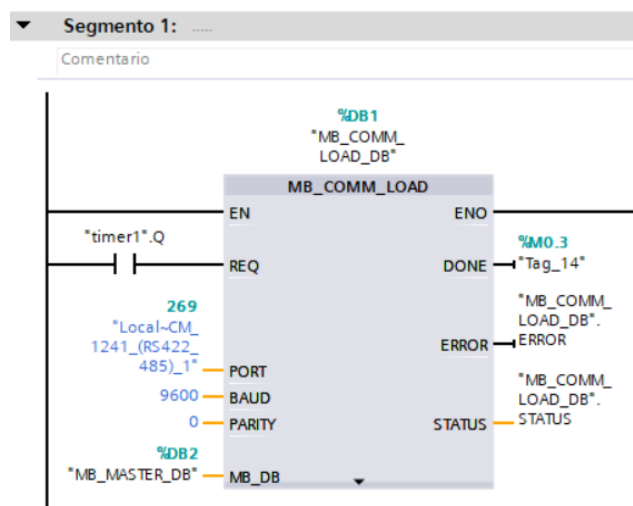 Segmento 1: .....
Comentario
%DB1
"MB_COMM_
LOAD_DB"
MB_COMM_LOAD
EN
ENO
"timer1".Q
REQ
%M0.3
DONE
"Tag_14"
269
"Local~CM_
1241_(RS422_
485)_1"
PORT
"MB_COMM_
LOAD_DB".
ERROR
ERROR
9600
BAUD
0
PARITY
"MB_COMM_
LOAD_DB".
STATUS
STATUS
%DB2
"MB_MASTER_DB"
MB_DB